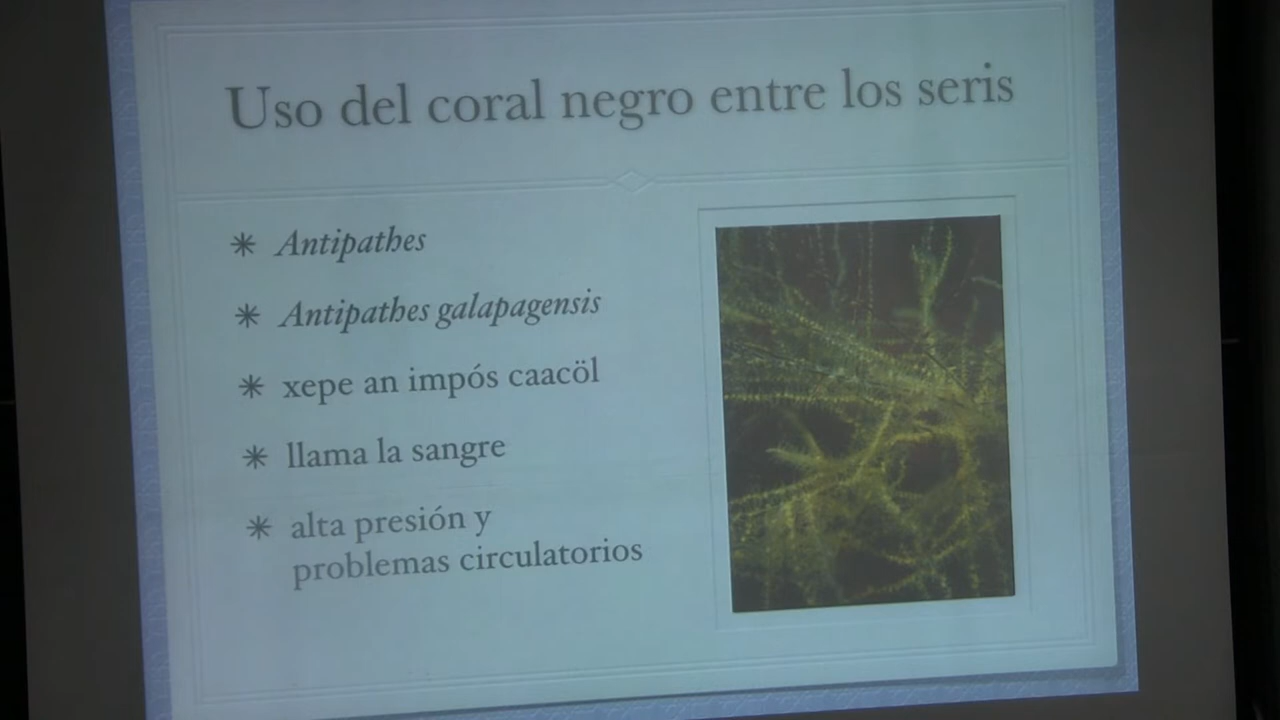 Uso del coral negro entre los seris
Antipathes
Antipathes galapagensis
xepe an impós caacöl
llama la sangre
alta presión y
problemas circulatorios